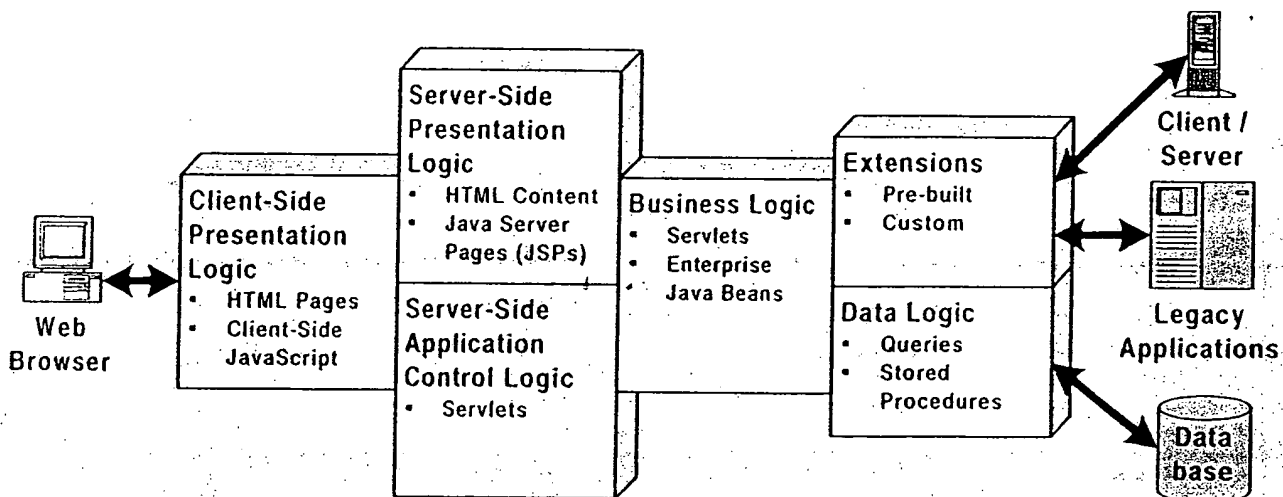 Web
Browser
Client-Side
Presentation
Logic
▪ HTML Pages
▪ Client-Side
JavaScript
Server-Side
Presentation
Logic
▪ HTML Content
▪ Java Server
Pages (JSPs)
Server-Side
Application
Control Logic
▪ Servlets
Business Logic
▪ Servlets
▪ Enterprise
▪ Java Beans
Extensions
▪ Pre-built
▪ Custom
Data Logic
▪ Queries
▪ Stored
Procedures
Client /
Server
Legacy
Applications
Data
base